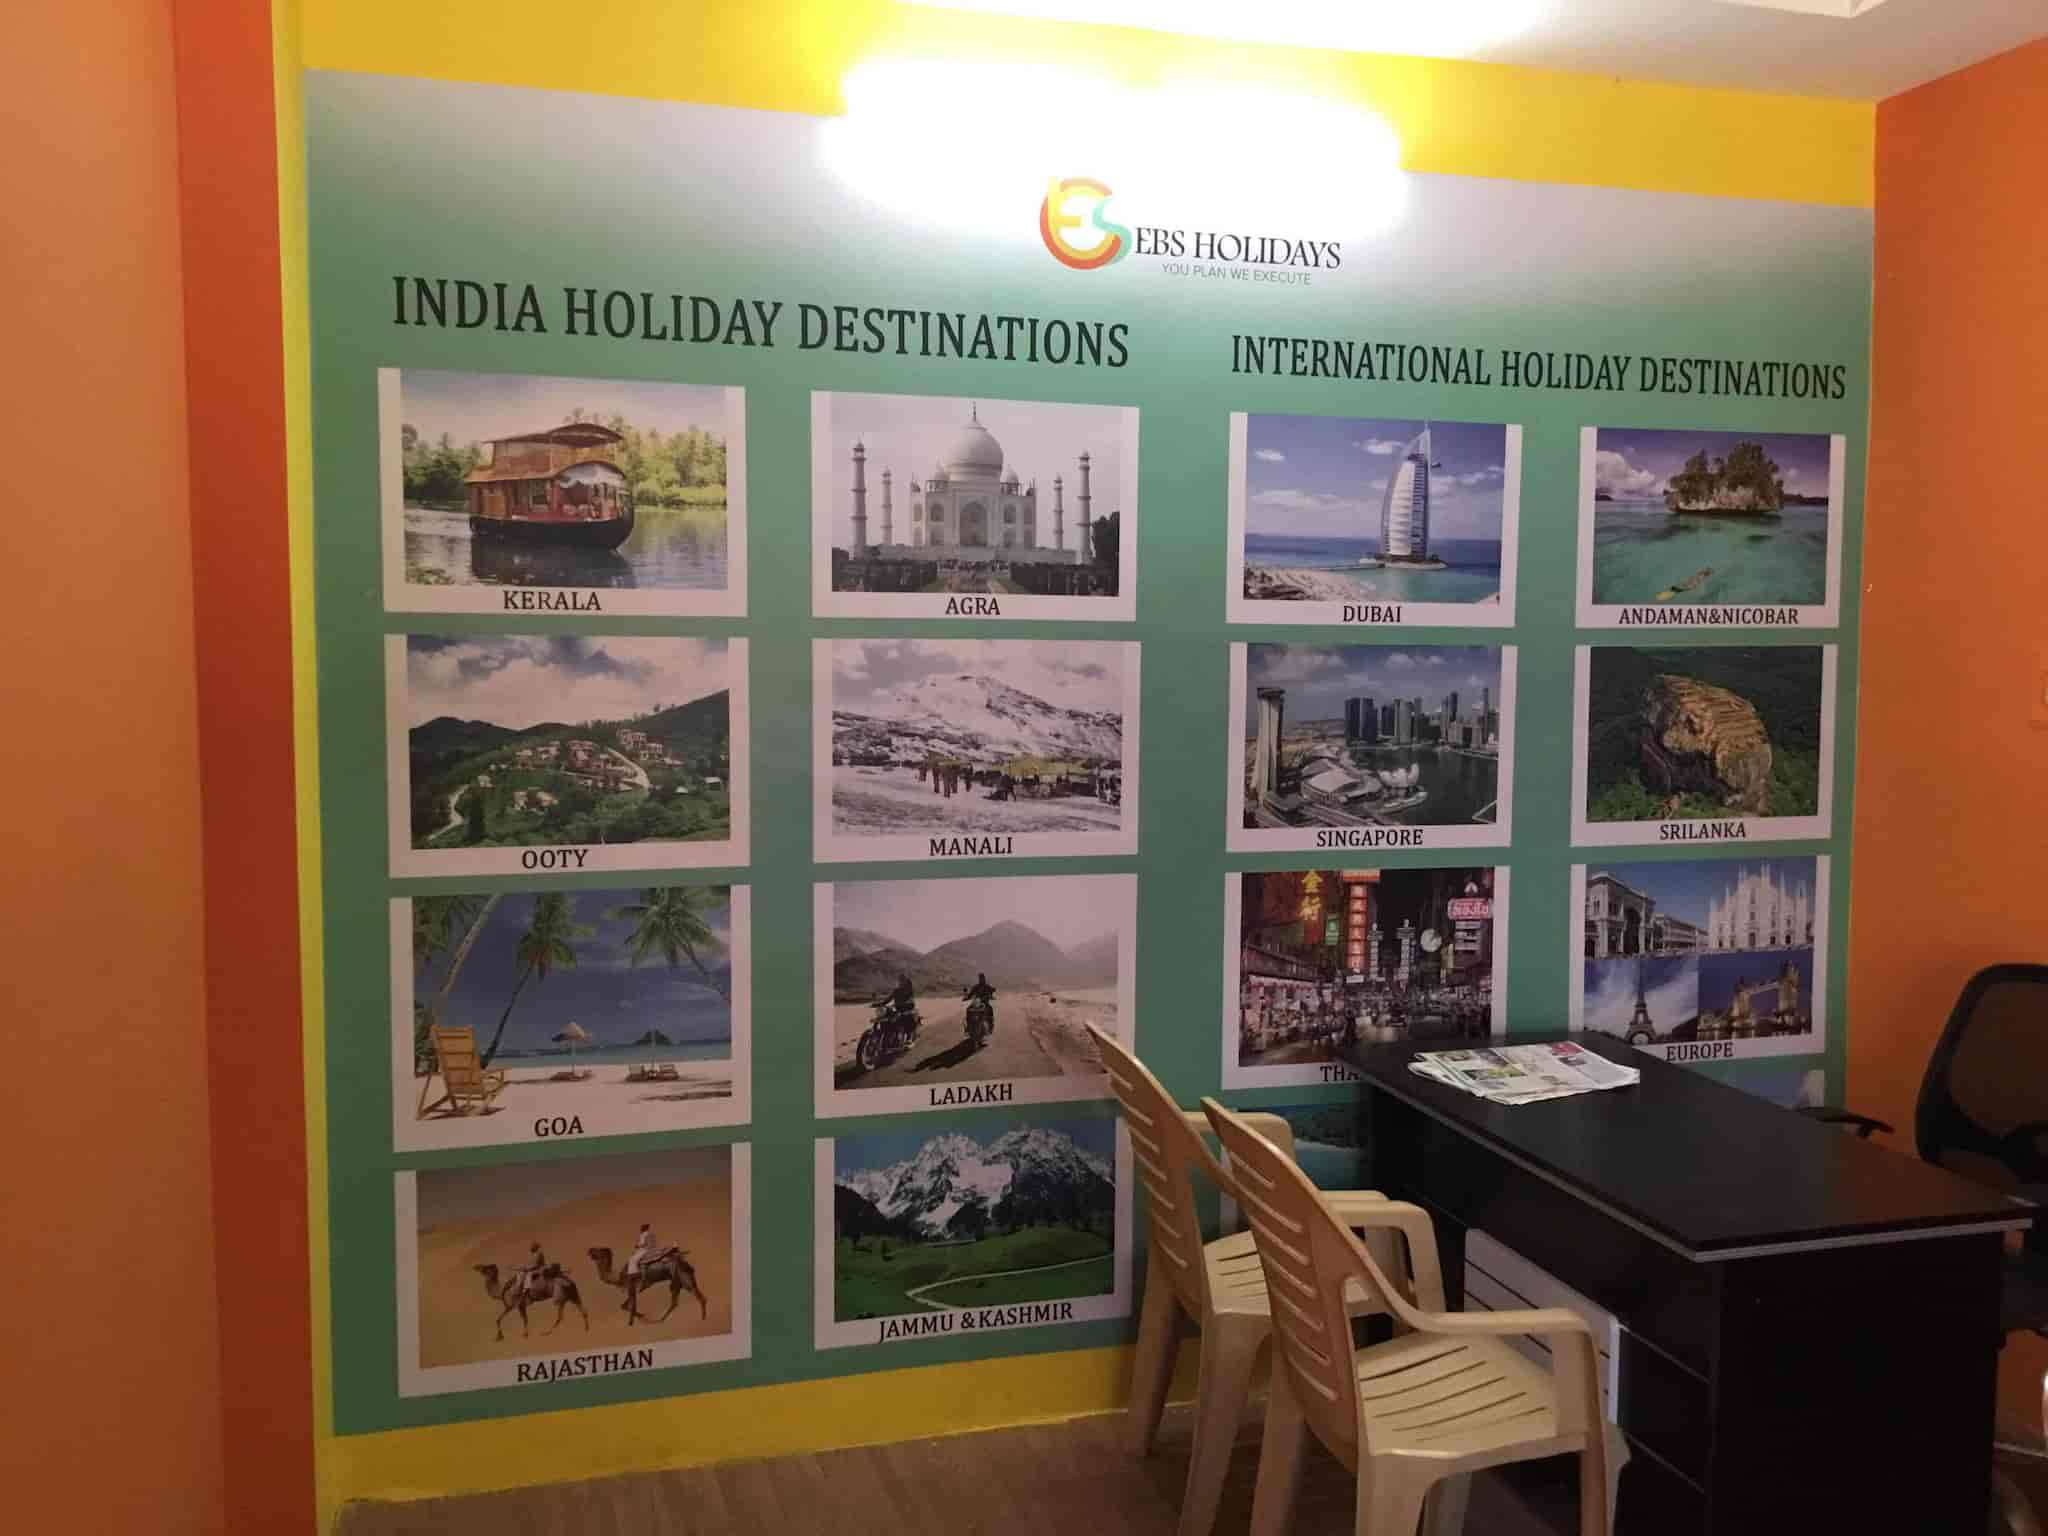 EBS HOLIDAYS
YOU PLAN WE EXECUTE
INDIA HOLIDAY DESTINATIONS
KERALA
AGRA
OOTY
MANALI
GOA
LADAKH
RAJASTHAN
JAMMU & KASHMIR
INTERNATIONAL HOLIDAY DESTINATIONS
DUBAI
ANDAMAN&NICOBAR
SINGAPORE
SRILANKA
THA
EUROPE